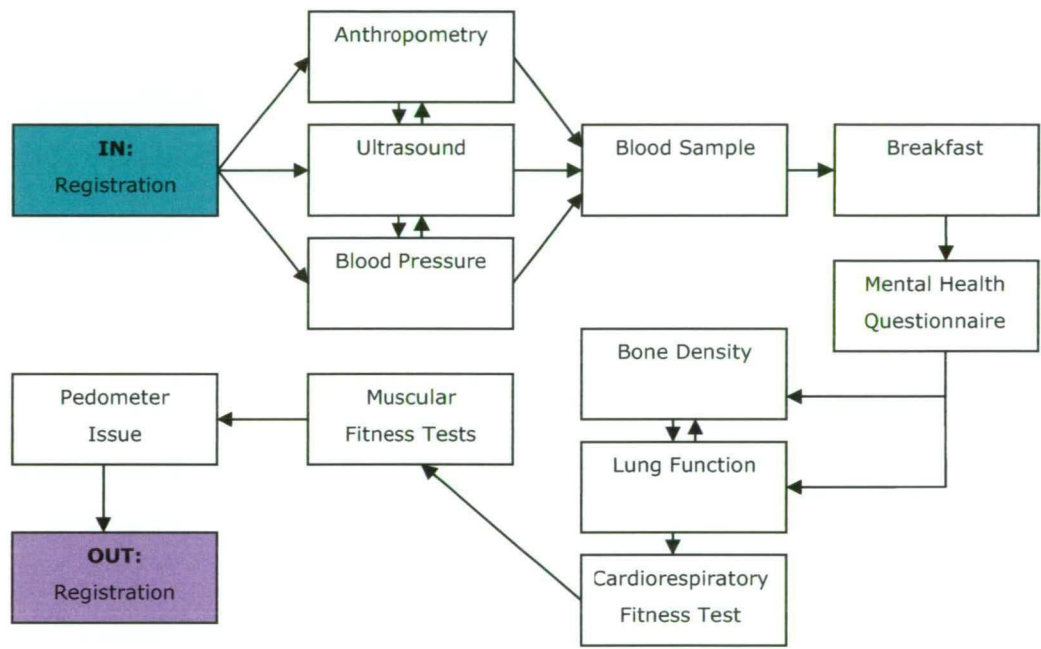 Anthropometry
IN:
Registration
Ultrasound
Blood Pressure
Blood Sample
Breakfast
Mental Health
Questionnaire
Bone Density
Lung Function
Cardiorespiratory
Fitness Test
Muscular
Fitness Tests
Pedometer
Issue
OUT:
Registration